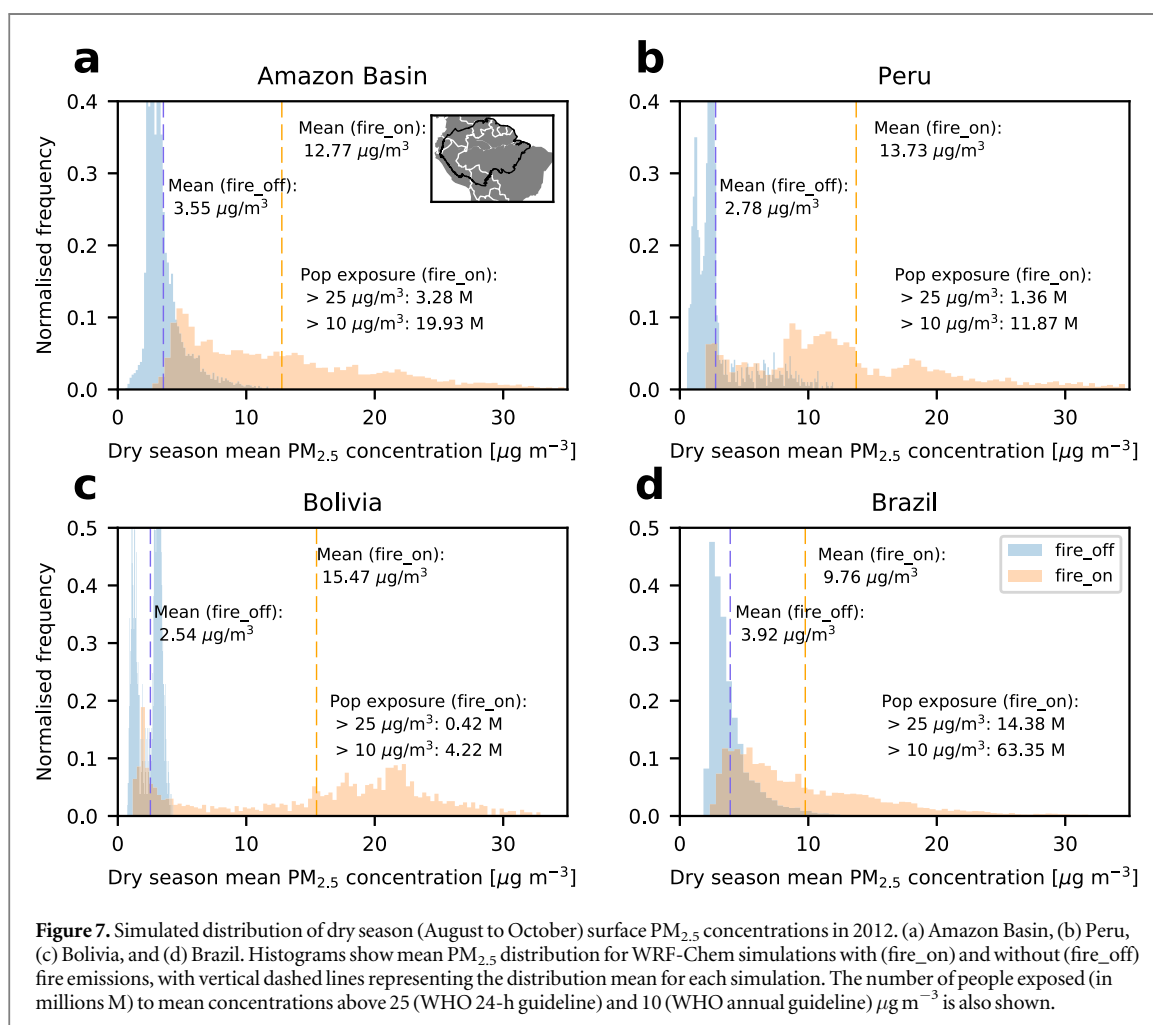 a
Amazon Basin
0.4
0.3
0.2
0.1
0.0
Normalised frequency
Mean (fire_on):
12.77 µg/m³
Mean (fire_off):
3.55 µg/m³
Pop exposure (fire_on):
> 25 µg/m³: 3.28 M
> 10 µg/m³: 19.93 M
0 10 20 30
Dry season mean PM₂.₅ concentration [µg m⁻³]
b
Peru
0.4
0.3
0.2
0.1
0.0
Mean (fire_on):
13.73 µg/m³
Mean (fire_off):
2.78 µg/m³
Pop exposure (fire_on):
> 25 µg/m³: 1.36 M
> 10 µg/m³: 11.87 M
0 10 20 30
Dry season mean PM₂.₅ concentration [µg m⁻³]
c
Bolivia
0.5
0.4
0.3
0.2
0.1
0.0
Normalised frequency
Mean (fire_on):
15.47 µg/m³
Mean (fire_off):
2.54 µg/m³
Pop exposure (fire_on):
> 25 µg/m³: 0.42 M
> 10 µg/m³: 4.22 M
0 10 20 30
Dry season mean PM₂.₅ concentration [µg m⁻³]
d
Brazil
0.5
0.4
0.3
0.2
0.1
0.0
Mean (fire_on):
9.76 µg/m³
fire_off
fire_on
Mean (fire_off):
3.92 µg/m³
Pop exposure (fire_on):
> 25 µg/m³: 14.38 M
> 10 µg/m³: 63.35 M
0 10 20 30
Dry season mean PM₂.₅ concentration [µg m⁻³]
Figure 7. Simulated distribution of dry season (August to October) surface PM₂.₅ concentrations in 2012. (a) Amazon Basin, (b) Peru,
(c) Bolivia, and (d) Brazil. Histograms show mean PM₂.₅ distribution for WRF-Chem simulations with (fire_on) and without (fire_off)
fire emissions, with vertical dashed lines representing the distribution mean for each simulation. The number of people exposed (in
millions M) to mean concentrations above 25 (WHO 24-h guideline) and 10 (WHO annual guideline) µg m⁻³ is also shown.